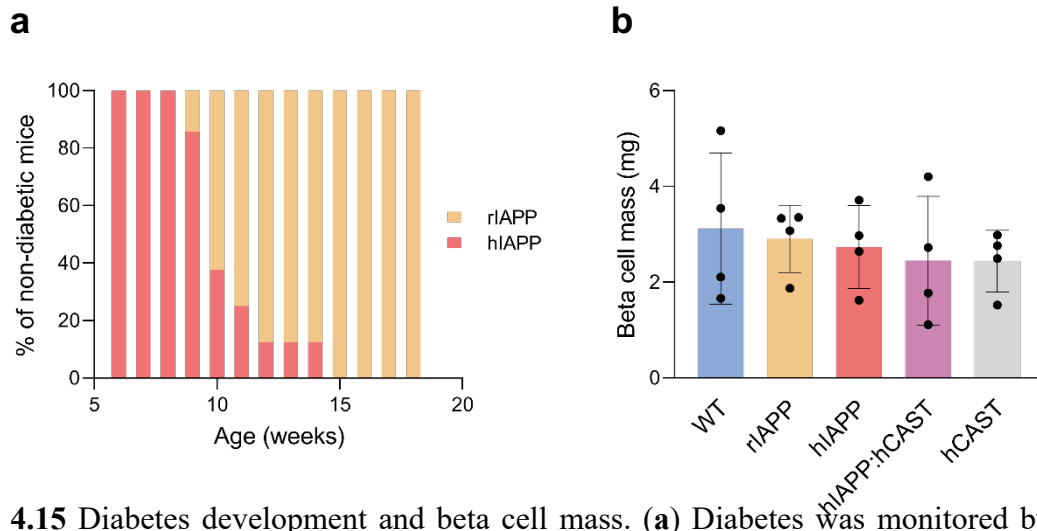 a
b
100
80
60
40
20
0
% of non-diabetic mice
5
10
15
20
Age (weeks)
rIAPP
hIAPP
6
4
2
0
Beta cell mass (mg)
WT
rIAPP
hIAPP
hIAPP:hCAST
hCAST
4.15 Diabetes development and beta cell mass. (a) Diabetes was monitored by